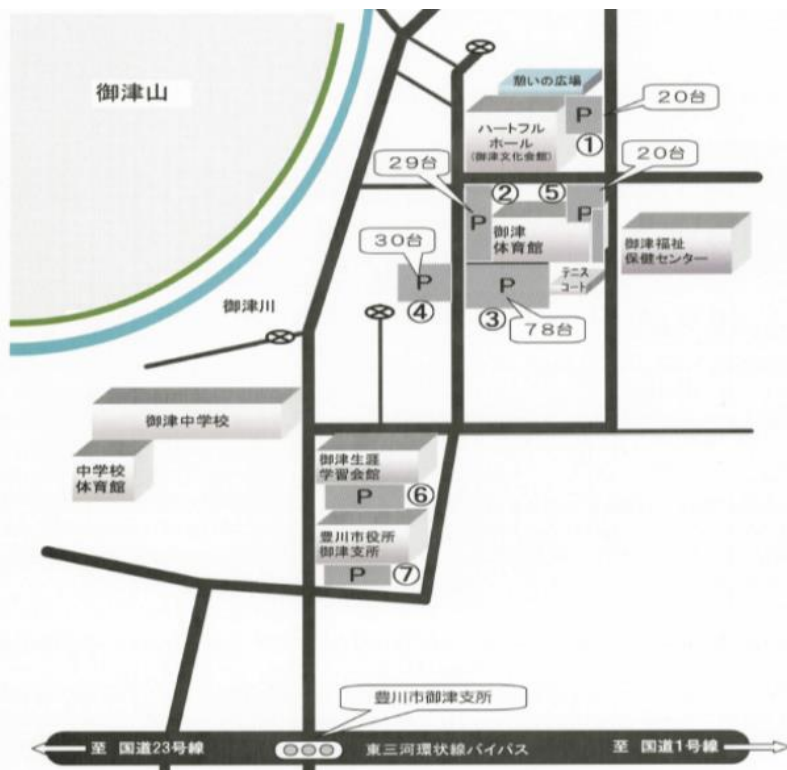 御津山
憩いの広場
20台
P
ハートフル
ホール
(御津文化会館)
①
29台
20台
②
⑤
P
P
御津
体育館
御津福祉
保健センター
30台
P
④
P
テニス
コート
③
78台
御津川
御津中学校
中学校
体育館
御津生涯
学習会館
P
⑥
豊川市役所
御津支所
P
⑦
豊川市御津支所
至 国道23号線
東三河環状線バイパス
至 国道1号線